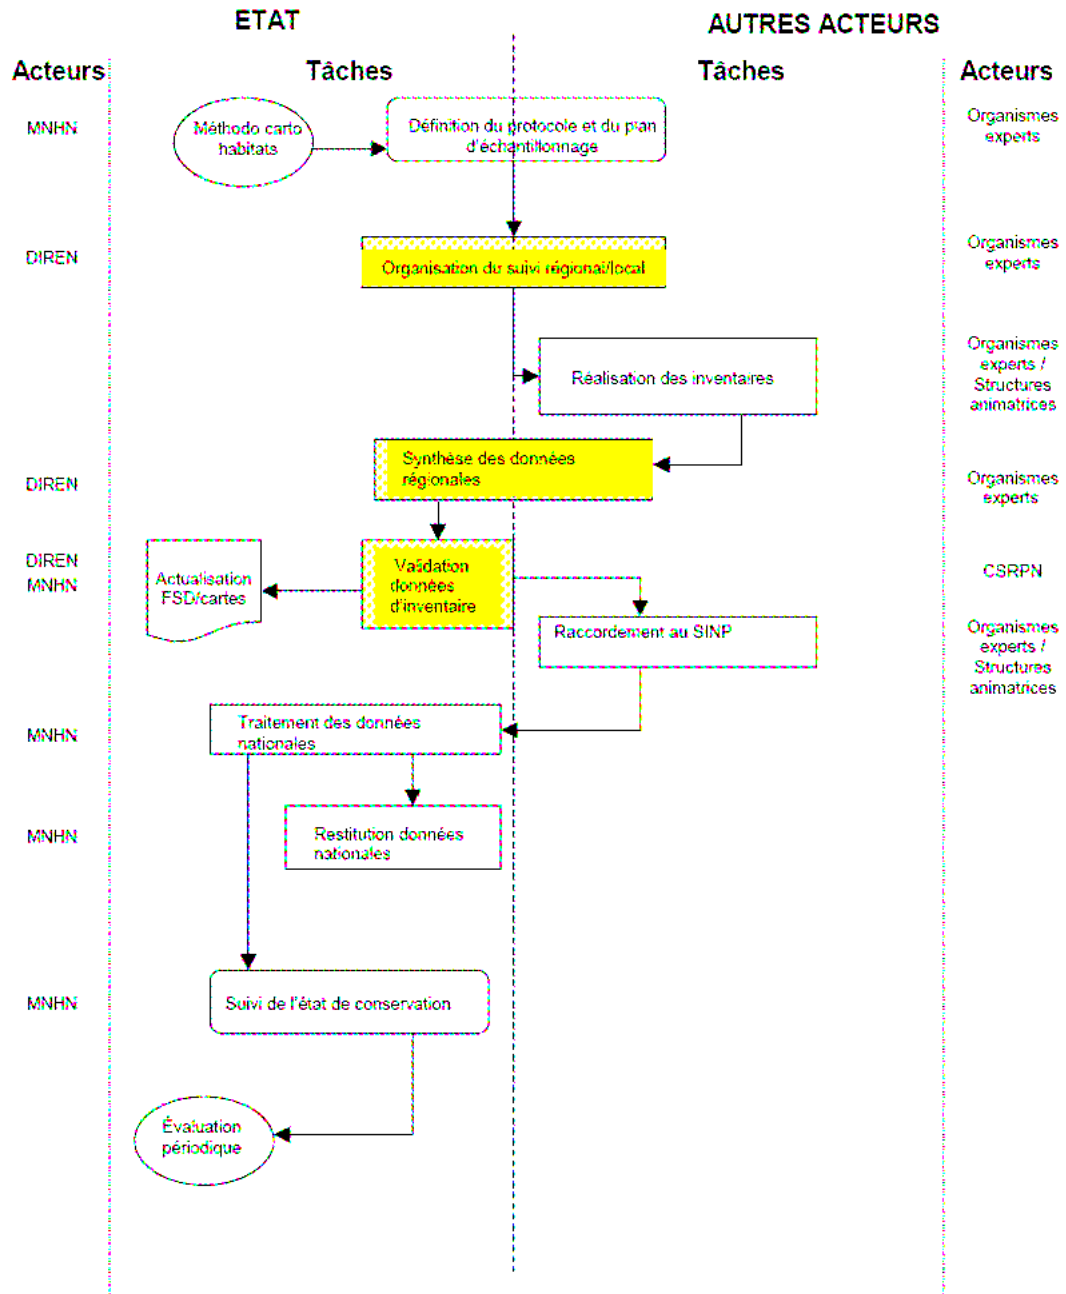 ETAT
AUTRES ACTEURS
Acteurs
Tâches
Tâches
Acteurs
MNHN
Méthodo carto
habitats
Définition du protocole et du plan
d'échantillonnage
Organismes
experts
DIREN
Organisation du suivi régional/local
Organismes
experts
Réalisation des inventaires
Organismes
experts /
Structures
animatrices
DIREN
Synthèse des données
régionales
Organismes
experts
DIREN
MNHN
Actualisation
FSD/cartes
Validation
données
d'inventaire
CSRPN
Raccordement au SINP
Organismes
experts /
Structures
animatrices
MNHN
Traitement des données
nationales
MNHN
Restitution données
nationales
MNHN
Suivi de l'état de conservation
Évaluation
périodique